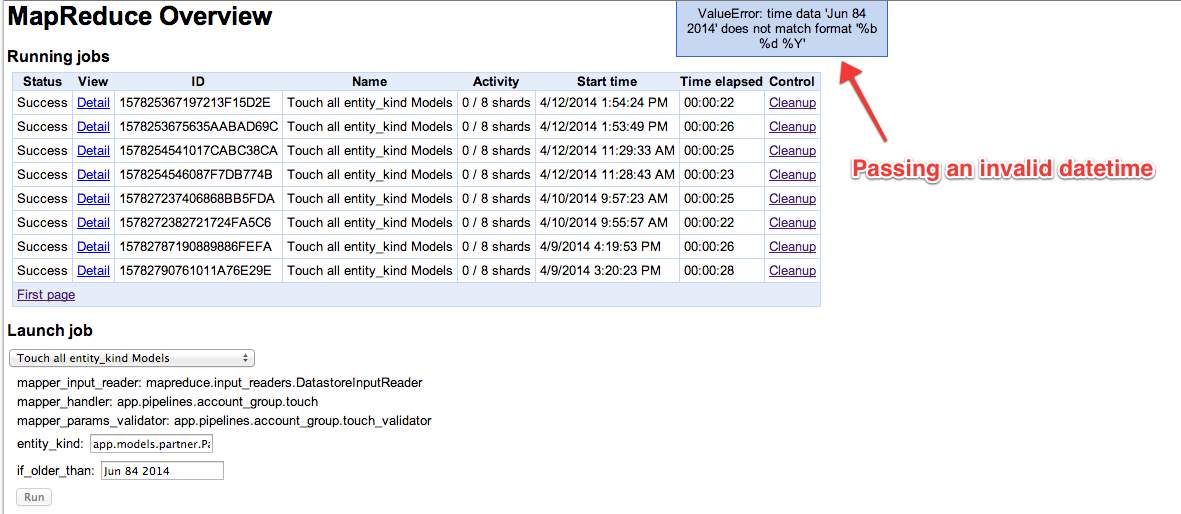 MapReduce Overview
ValueError: time data 'Jun 84
2014' does not match format '%b
%d %Y'
Running jobs
Status View ID Name Activity Start time Time elapsed Control
Success Detail 157825367197213F15D2E Touch all entity_kind Models 0 / 8 shards 4/12/2014 1:54:24 PM 00:00:22 Cleanup
Success Detail 1578253675635AABAD69C Touch all entity_kind Models 0 / 8 shards 4/12/2014 1:53:49 PM 00:00:26 Cleanup
Success Detail 1578254541017CABC38CA Touch all entity_kind Models 0 / 8 shards 4/12/2014 11:29:33 AM 00:00:25 Cleanup
Success Detail 1578254546087F7DB774B Touch all entity_kind Models 0 / 8 shards 4/12/2014 11:28:43 AM 00:00:23 Cleanup
Success Detail 157827237406868BB5FDA Touch all entity_kind Models 0 / 8 shards 4/10/2014 9:57:23 AM 00:00:25 Cleanup
Success Detail 1578272382721724FA5C6 Touch all entity_kind Models 0 / 8 shards 4/10/2014 9:55:57 AM 00:00:22 Cleanup
Success Detail 15782787190889886FEFA Touch all entity_kind Models 0 / 8 shards 4/9/2014 4:19:53 PM 00:00:26 Cleanup
Success Detail 15782790761011A76E29E Touch all entity_kind Models 0 / 8 shards 4/9/2014 3:20:23 PM 00:00:28 Cleanup
First page
Passing an invalid datetime
Launch job
Touch all entity_kind Models
mapper_input_reader: mapreduce.input_readers.DatastoreInputReader
mapper_handler: app.pipelines.account_group.touch
mapper_params_validator: app.pipelines.account_group.touch_validator
entity_kind: app.models.partner.Pa
if_older_than: Jun 84 2014
Run